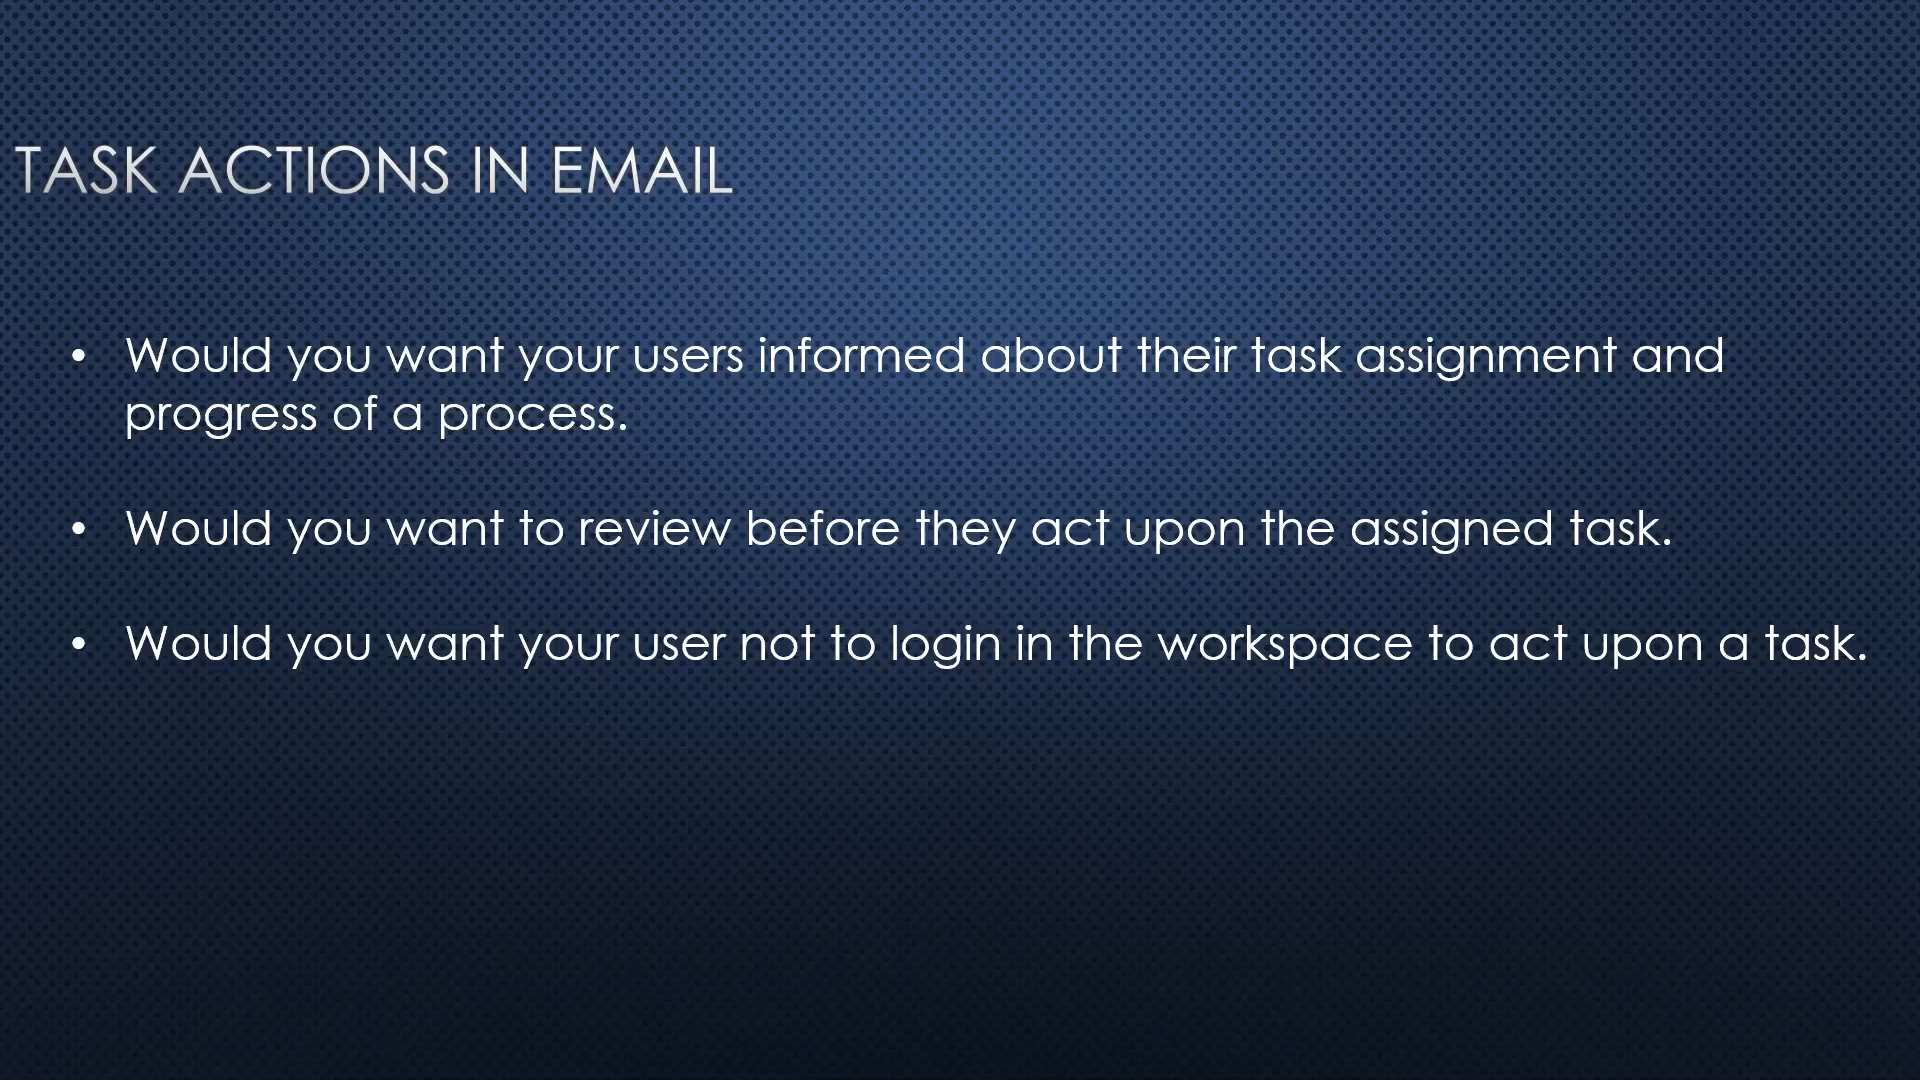 TASK ACTIONS IN EMAIL
• Would you want your users informed about their task assignment and
progress of a process.
• Would you want to review before they act upon the assigned task.
• Would you want your user not to login in the workspace to act upon a task.